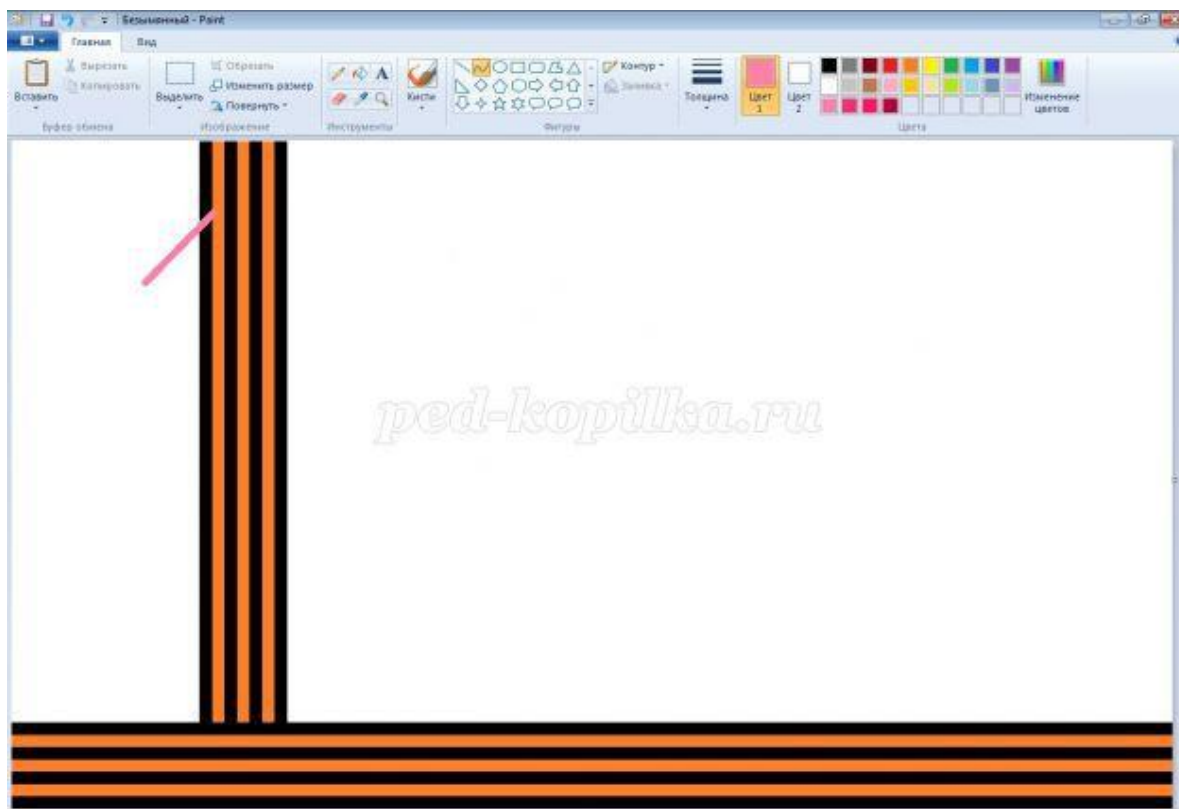 Безымянный - Paint
Главная Вид
Вставить
Вырезать
Копировать
Буфер обмена
Выделить
Обрезать
Изменить размер
Повернуть
Изображение
A
Инструменты
Кисти
Контур
Заливка
Фигуры
Толщина
Цвет 1
Цвет 2
Изменение цветов
Цвета
ped-kopilka.ru